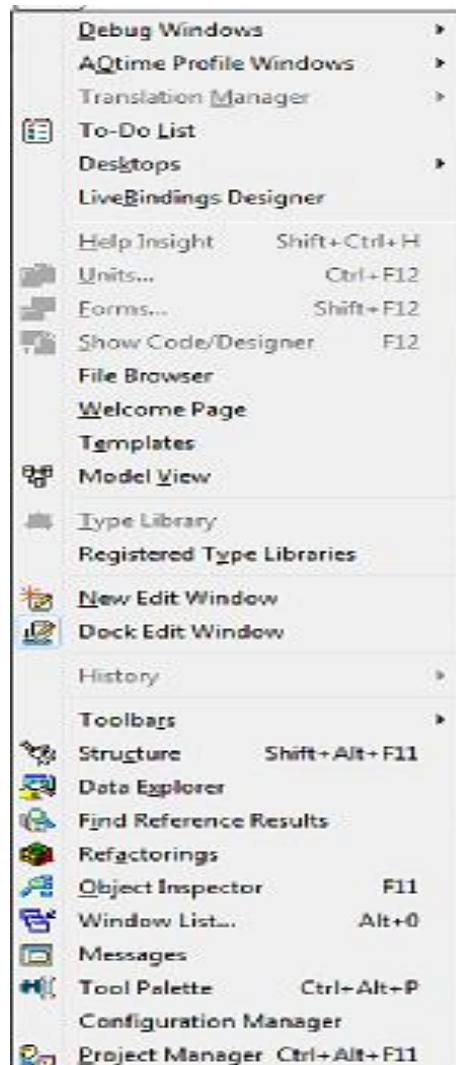 Debug Windows
AQtime Profile Windows
Translation Manager
To-Do List
Desktops
LiveBindings Designer
Help Insight Shift+Ctrl+H
Units... Ctrl+F12
Forms... Shift+F12
Show Code/Designer F12
File Browser
Welcome Page
Templates
Model View
Type Library
Registered Type Libraries
New Edit Window
Dock Edit Window
History
Toolbars
Structure Shift+Alt+F11
Data Explorer
Find Reference Results
Refactorings
Object Inspector F11
Window List... Alt+0
Messages
Tool Palette Ctrl+Alt+P
Configuration Manager
Project Manager Ctrl+Alt+F11